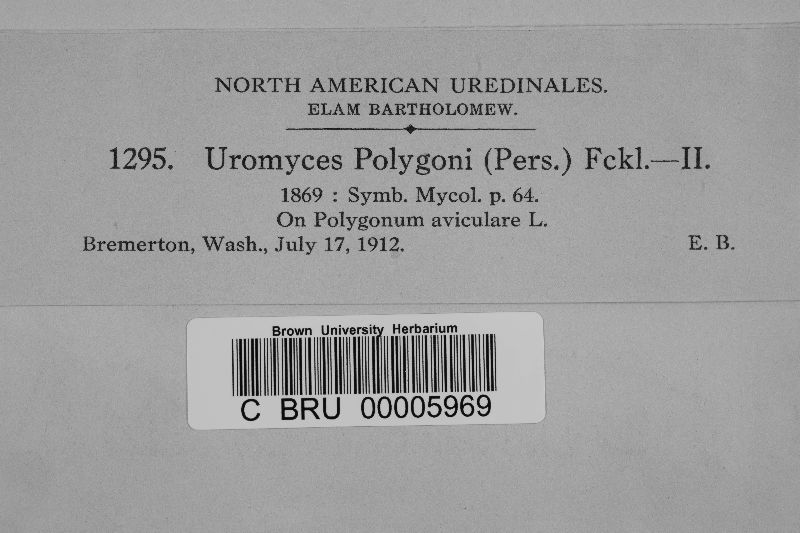 NORTH AMERICAN UREDINALES.
ELAM BARTHOLOMEW.
1295. Uromyces Polygoni (Pers.) Fckl.—II.
1869 : Symb. Mycol. p. 64.
On Polygonum aviculare L.
Bremerton, Wash., July 17, 1912. E. B.
Brown University Herbarium
C BRU 00005969